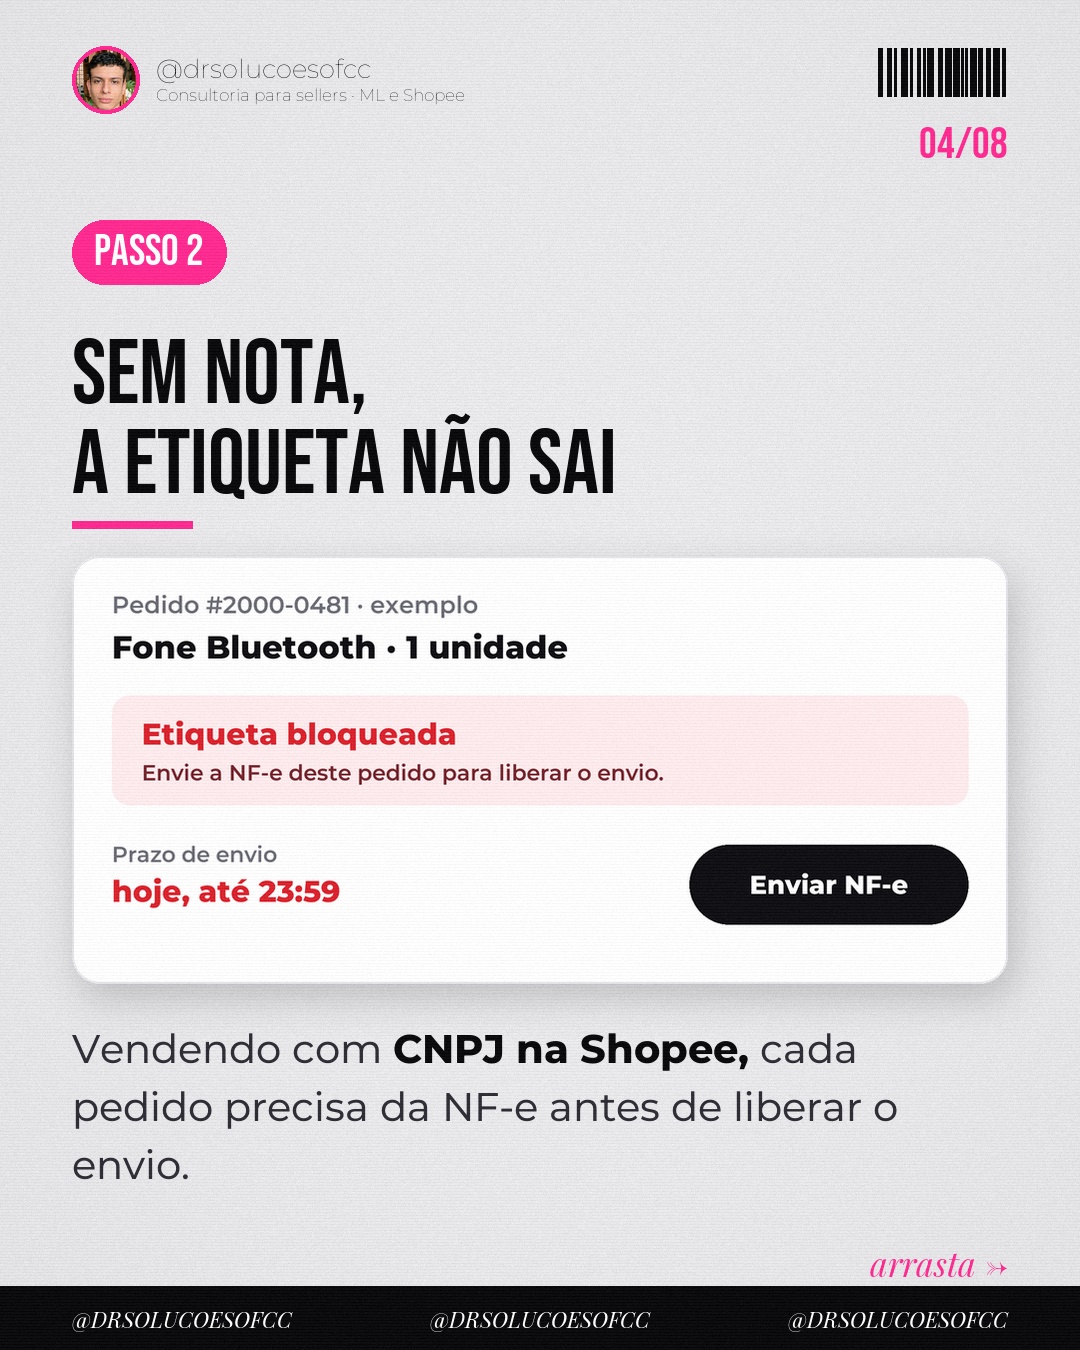 @drsolucoesofcc
Consultoria para sellers · ML e Shopee
04/08
PASSO 2
SEM NOTA,
A ETIQUETA NÃO SAI
Pedido #2000-0481 · exemplo
Fone Bluetooth · 1 unidade
Etiqueta bloqueada
Envie a NF-e deste pedido para liberar o envio.
Prazo de envio
hoje, até 23:59
Enviar NF-e
Vendendo com CNPJ na Shopee, cada
pedido precisa da NF-e antes de liberar o
envio.
arrasta
@DRSOLUCOESOFCC @DRSOLUCOESOFCC @DRSOLUCOESOFCC